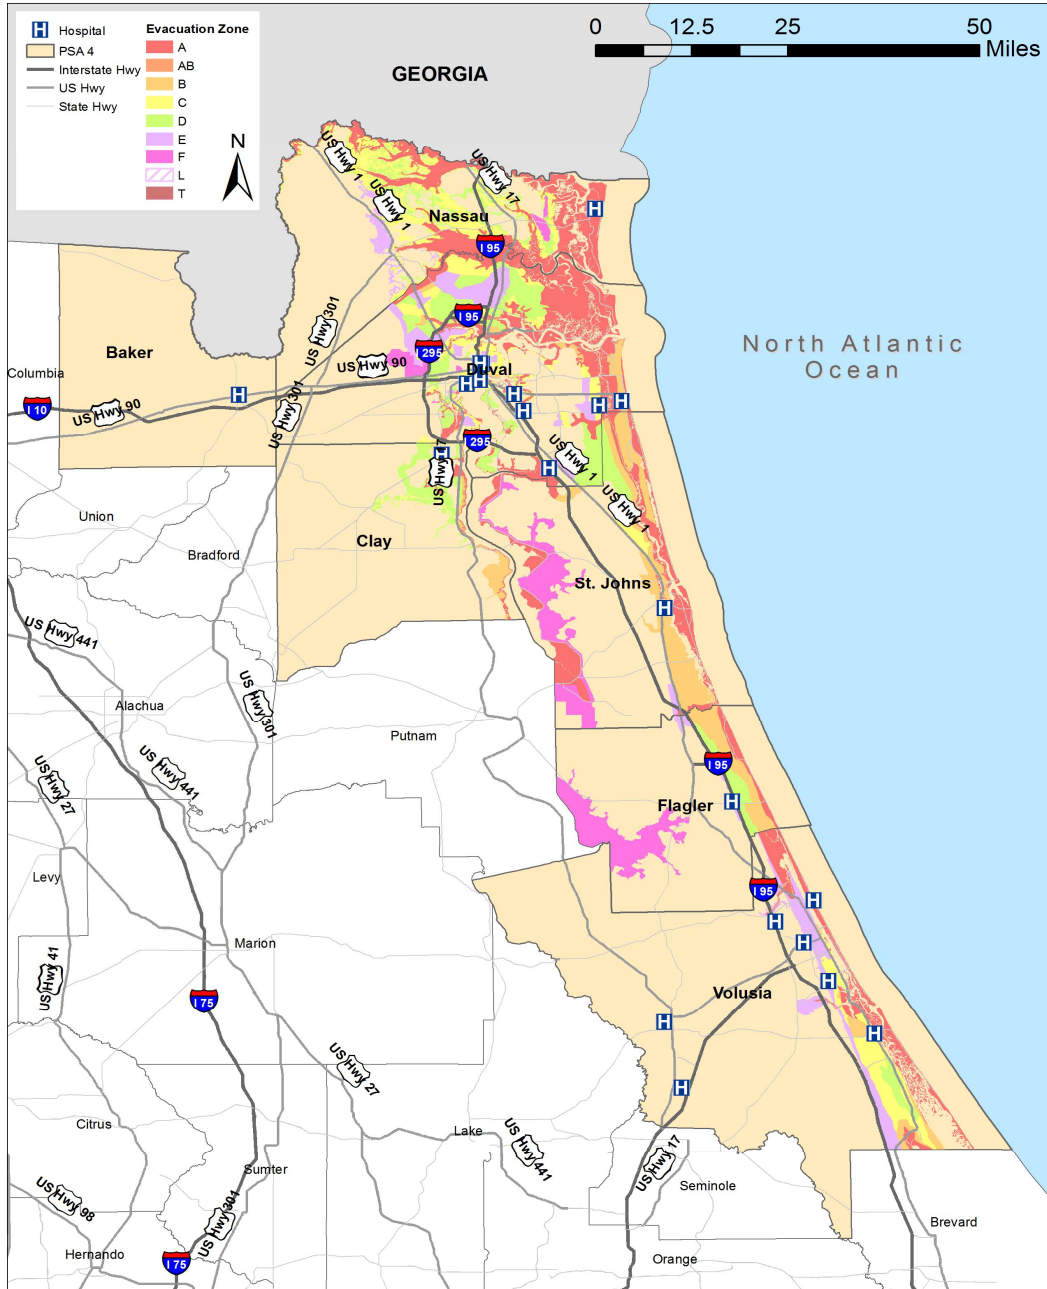 Hospital
PSA 4
Interstate Hwy
US Hwy
State Hwy
Evacuation Zone
A
AB
B
C
D
E
F
L
T
N
0 12.5 25 50
Miles
GEORGIA
US Hwy 1
US Hwy 17
US Hwy 1
Nassau
I 95
I 95
US Hwy 301
North Atlantic
Ocean
Baker
I 295
US Hwy 90
Duval
Columbia
I 10
US Hwy 90
US Hwy 301
I 295
US Hwy 1
US Hwy 17
US Hwy 1
Union
Clay
Bradford
St. Johns
US Hwy 441
US Hwy 301
Alachua
Putnam
US Hwy 441
US Hwy 27
I 95
Flagler
Levy
I 95
Marion
US Hwy 41
I 75
Volusia
US Hwy 27
Citrus
Lake
US Hwy 441
US Hwy 17
Sumter
Seminole
US Hwy 98
US Hwy 301
Brevard
Hernando
I 75
Orange